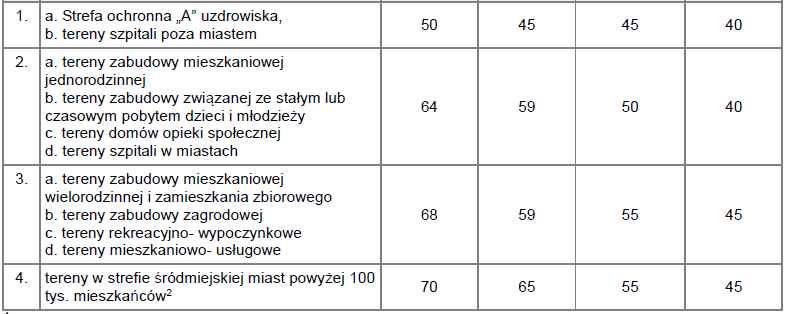 1. a. Strefa ochronna „A” uzdrowiska,
b. tereny szpitali poza miastem
50 45 45 40
2. a. tereny zabudowy mieszkaniowej
jednorodzinnej
b. tereny zabudowy związanej ze stałym lub
czasowym pobytem dzieci i młodzieży
c. tereny domów opieki społecznej
d. tereny szpitali w miastach
64 59 50 40
3. a. tereny zabudowy mieszkaniowej
wielorodzinnej i zamieszkania zbiorowego
b. tereny zabudowy zagrodowej
c. tereny rekreacyjno- wypoczynkowe
d. tereny mieszkaniowo- usługowe
68 59 55 45
4. tereny w strefie śródmiejskiej miast powyżej 100
tys. mieszkańców²
70 65 55 45